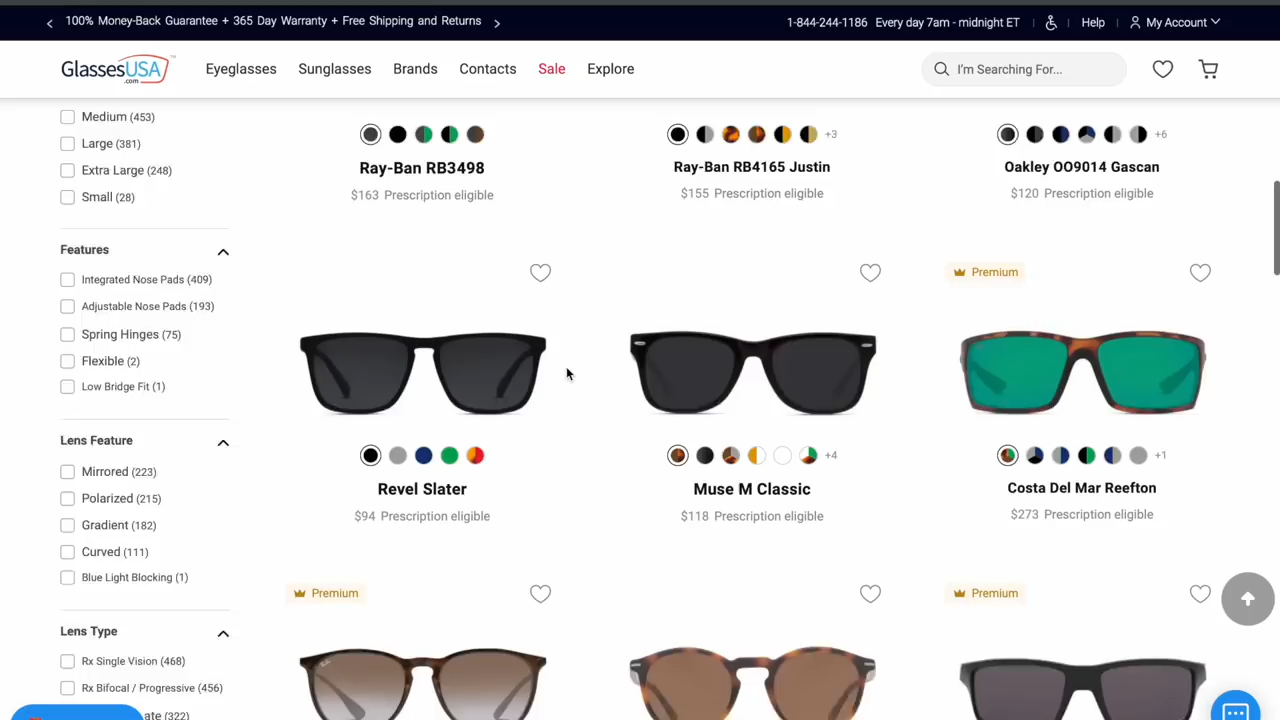 100% Money-Back Guarantee + 365 Day Warranty + Free Shipping and Returns
1-844-244-1186 Every day 7am - midnight ET
Help
My Account
GlassesUSA
.com
Eyeglasses
Sunglasses
Brands
Contacts
Sale
Explore
I'm Searching For...
Medium (453)
Large (381)
Extra Large (248)
Small (28)
Features
Integrated Nose Pads (409)
Adjustable Nose Pads (193)
Spring Hinges (75)
Flexible (2)
Low Bridge Fit (1)
Lens Feature
Mirrored (223)
Polarized (215)
Gradient (182)
Curved (111)
Blue Light Blocking (1)
Lens Type
Rx Single Vision (468)
Rx Bifocal / Progressive (456)
(322)
Ray-Ban RB3498
$163 Prescription eligible
+3
Ray-Ban RB4165 Justin
$155 Prescription eligible
+6
Oakley OO9014 Gascan
$120 Prescription eligible
Revel Slater
$94 Prescription eligible
+4
Muse M Classic
$118 Prescription eligible
Premium
+1
Costa Del Mar Reefton
$273 Prescription eligible
Premium
Premium